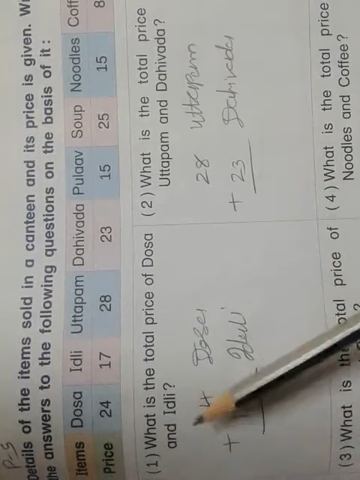 P-5
Details of the items sold in a canteen and its price is given.
the answers to the following questions on the basis of it :
Items Dosa Idli Uttapam Dahivada Pulaav Soup Noodles
Price 24 17 28 23 15 25 15 8
(1) What is the total price of Dosa and Idli?
Dosa
+ Idli
(2) What is the total price
Uttapam and Dahivada?
28 Uttapam
+ 23 Dahivada
(3) What is the total price of
(4) What is the total price
Noodles and Coffee?